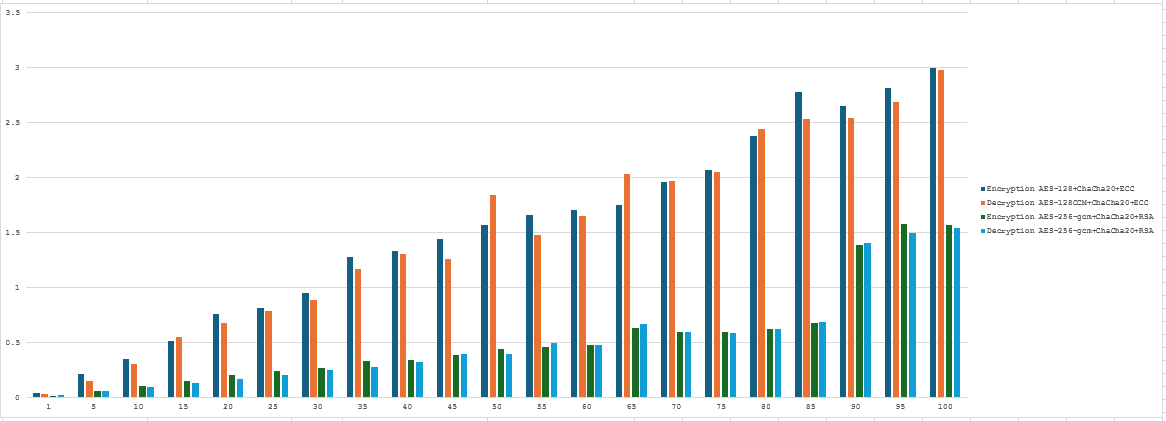 3.5
3
2.5
2
1.5
1
0.5
0
1 5 10 15 20 25 30 35 40 45 50 55 60 65 70 75 80 85 90 95 100
Encryption AES-128+ChaCha20+ECC
Decryption AES-128CCM+ChaCha20+ECC
Encryption AES-256-gcm+ChaCha20+RSA
Decryption AES-256-gcm+ChaCha20+RSA